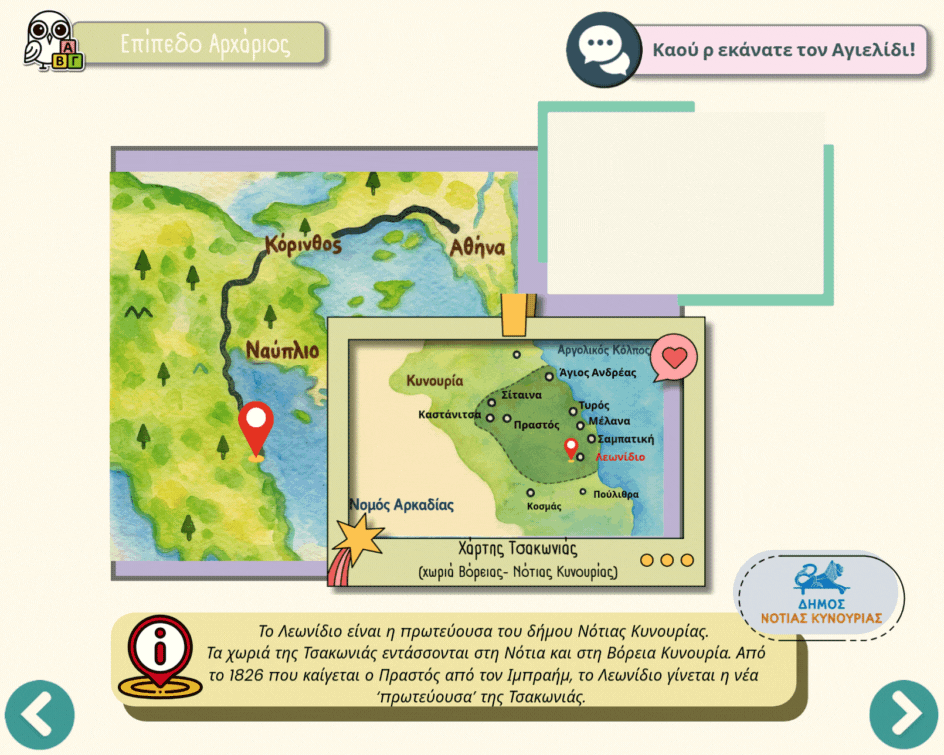 Επίπεδο Αρχάριος
Καού ρ εκάνατε τον Αγιελίδι!
Α
Β Γ
Κόρινθος
Αθήνα
Ναύπλιο
Αργολικός Κόλπος
Άγιος Ανδρέας
Κυνουρία
Σίταινα
Καστάνιτσα
Τυρός
Πραστός
Μέλανα
Σαμπατική
Λεωνίδιο
Πούλιθρα
Νομός Αρκαδίας
Κοσμάς
Χάρτης Τσακωνιάς
(χωριά Βόρειας- Νότιας Κυνουρίας)
ΔΗΜΟΣ
ΝΟΤΙΑΣ ΚΥΝΟΥΡΙΑΣ
Το Λεωνίδιο είναι η πρωτεύουσα του δήμου Νότιας Κυνουρίας.
Τα χωριά της Τσακωνιάς εντάσσονται στη Νότια και στη Βόρεια Κυνουρία. Από
το 1826 που καίγεται ο Πραστός από τον Ιμπραήμ, το Λεωνίδιο γίνεται η νέα
‘πρωτεύουσα’ της Τσακωνιάς.